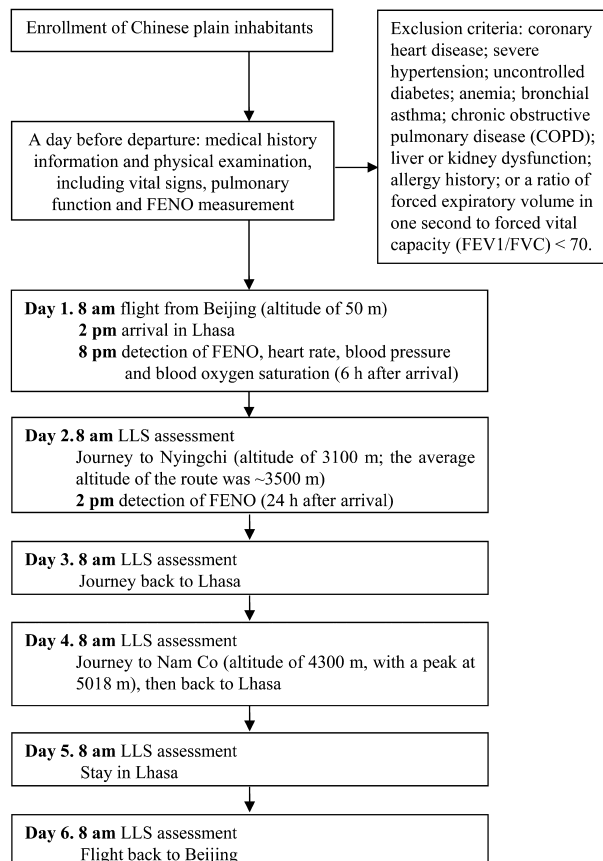 Enrollment of Chinese plain inhabitants
Exclusion criteria: coronary
heart disease; severe
hypertension; uncontrolled
diabetes; anemia; bronchial
asthma; chronic obstructive
pulmonary disease (COPD);
liver or kidney dysfunction;
allergy history; or a ratio of
forced expiratory volume in
one second to forced vital
capacity (FEV1/FVC) < 70.
A day before departure: medical history
information and physical examination,
including vital signs, pulmonary
function and FENO measurement
Day 1. 8 am flight from Beijing (altitude of 50 m)
2 pm arrival in Lhasa
8 pm detection of FENO, heart rate, blood pressure
and blood oxygen saturation (6 h after arrival)
Day 2. 8 am LLS assessment
Journey to Nyingchi (altitude of 3100 m; the average
altitude of the route was ~3500 m)
2 pm detection of FENO (24 h after arrival)
Day 3. 8 am LLS assessment
Journey back to Lhasa
Day 4. 8 am LLS assessment
Journey to Nam Co (altitude of 4300 m, with a peak at
5018 m), then back to Lhasa
Day 5. 8 am LLS assessment
Stay in Lhasa
Day 6. 8 am LLS assessment
Flight back to Beijing